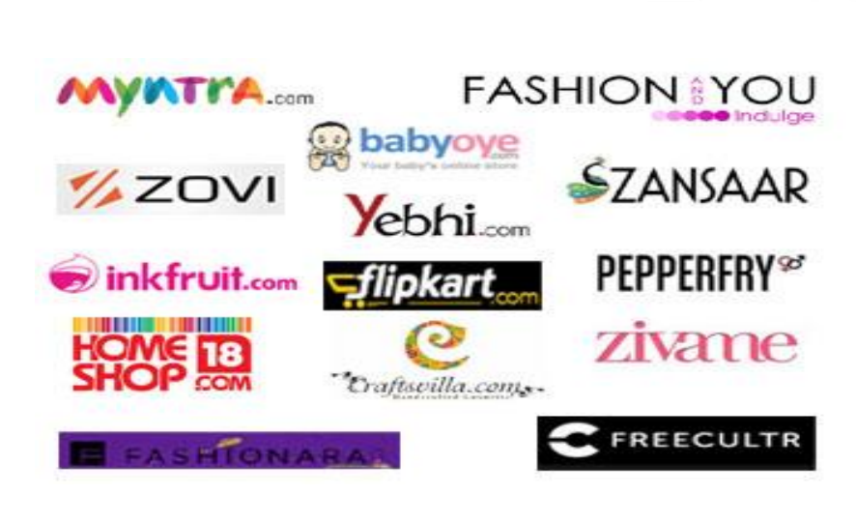 MYNTRA.com
FASHION AND YOU
Indulge
babyoye
.com
Your baby's online store
ZOVI
ZANSAAR
Yebhi.com
inkfruit.com
flipkart.com
PEPPERFRY
HOME
SHOP 18
.COM
Craftsvilla.com
zivame
F FASHIONARA
FREECULTR